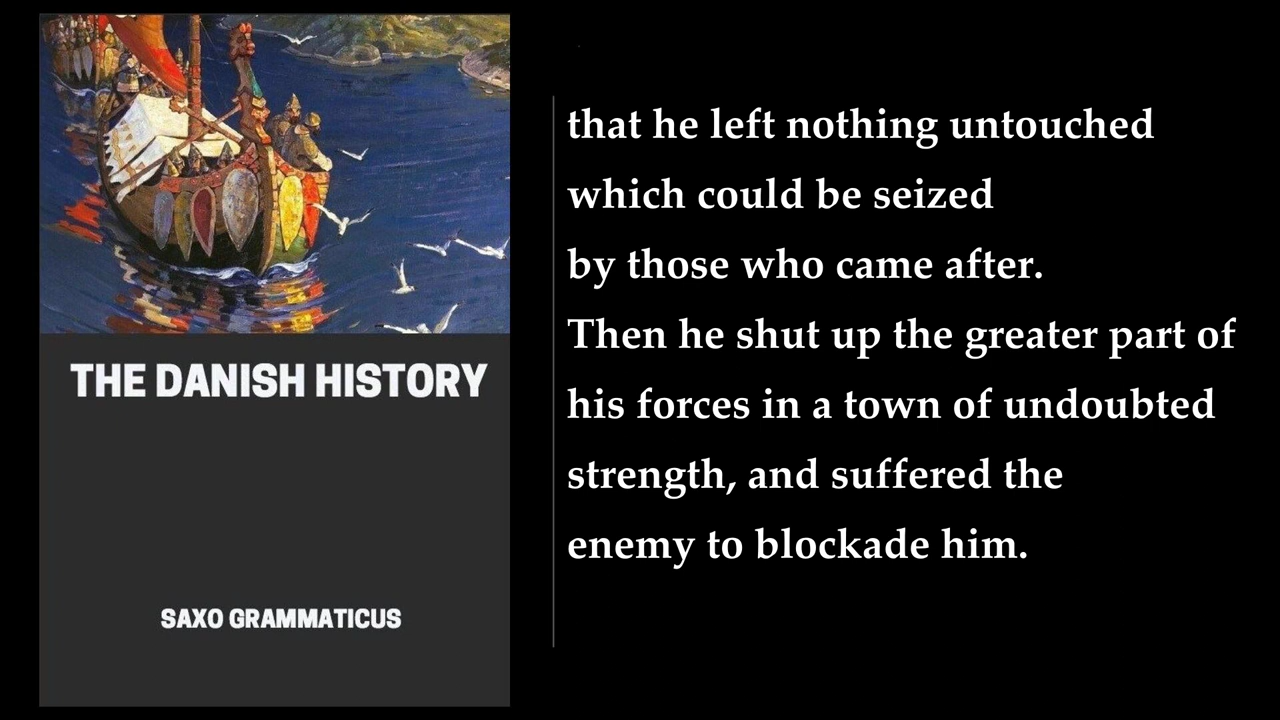 THE DANISH HISTORY
SAXO GRAMMATICUS
that he left nothing untouched
which could be seized
by those who came after.
Then he shut up the greater part of
his forces in a town of undoubted
strength, and suffered the
enemy to blockade him.